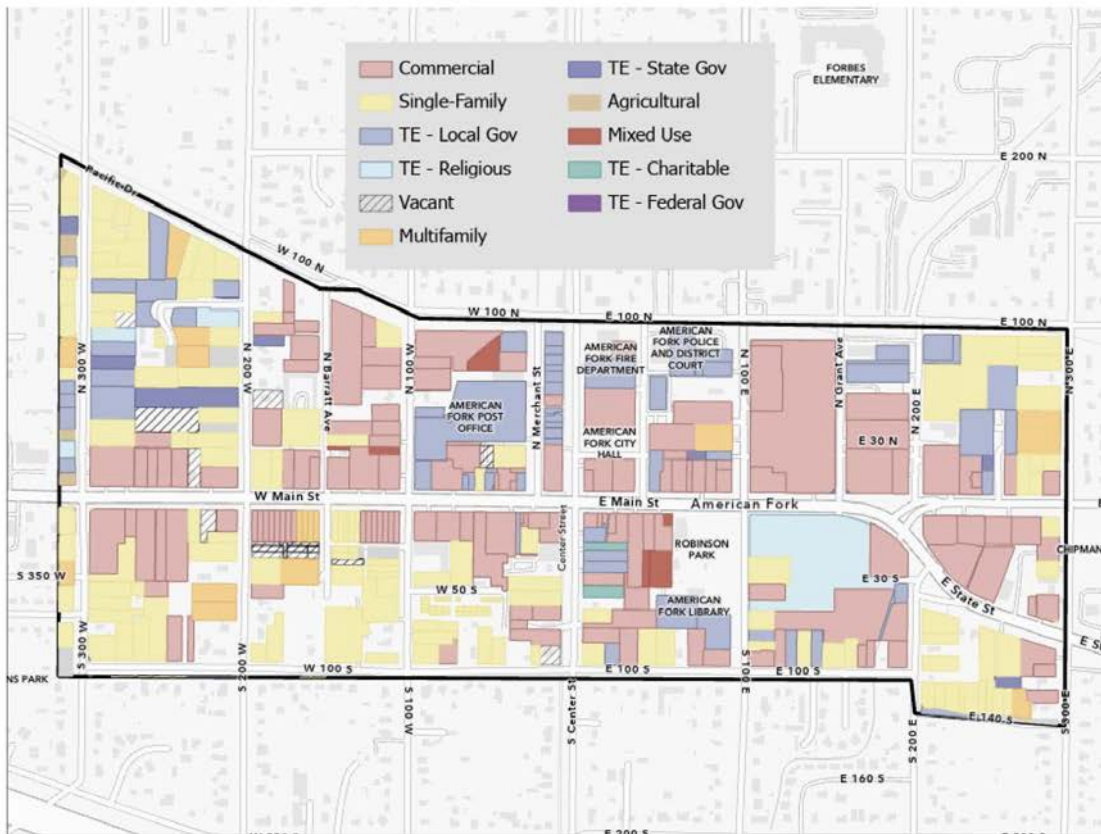 Commercial
Single-Family
TE - Local Gov
TE - Religious
Vacant
Multifamily
TE - State Gov
Agricultural
Mixed Use
TE - Charitable
TE - Federal Gov
FORBES
ELEMENTARY
E 200 N
Pacific Dr
W 100 N
W 100 N
E 100 N
E 100 N
N 300 W
N 200 W
N Barratt Ave
N 100 W
N Merchant St
N 100 E
N Grant Ave
N 200 E
N 300 E
AMERICAN
FORK FIRE
DEPARTMENT
AMERICAN
FORK POLICE
AND DISTRICT
COURT
AMERICAN
FORK POST
OFFICE
AMERICAN
FORK CITY
HALL
E 30 N
W Main St
E Main St
American Fork
Center Street
ROBINSON
PARK
CHIPMAN
S 350 W
W 50 S
E 30 S
E State St
AMERICAN
FORK LIBRARY
S 300 W
S 200 W
W 100 S
S 100 W
E 100 S
S Center St
S 100 E
E 100 S
NS PARK
E 140 S
S 200 E
S 300 E
E 160 S
E 200 S